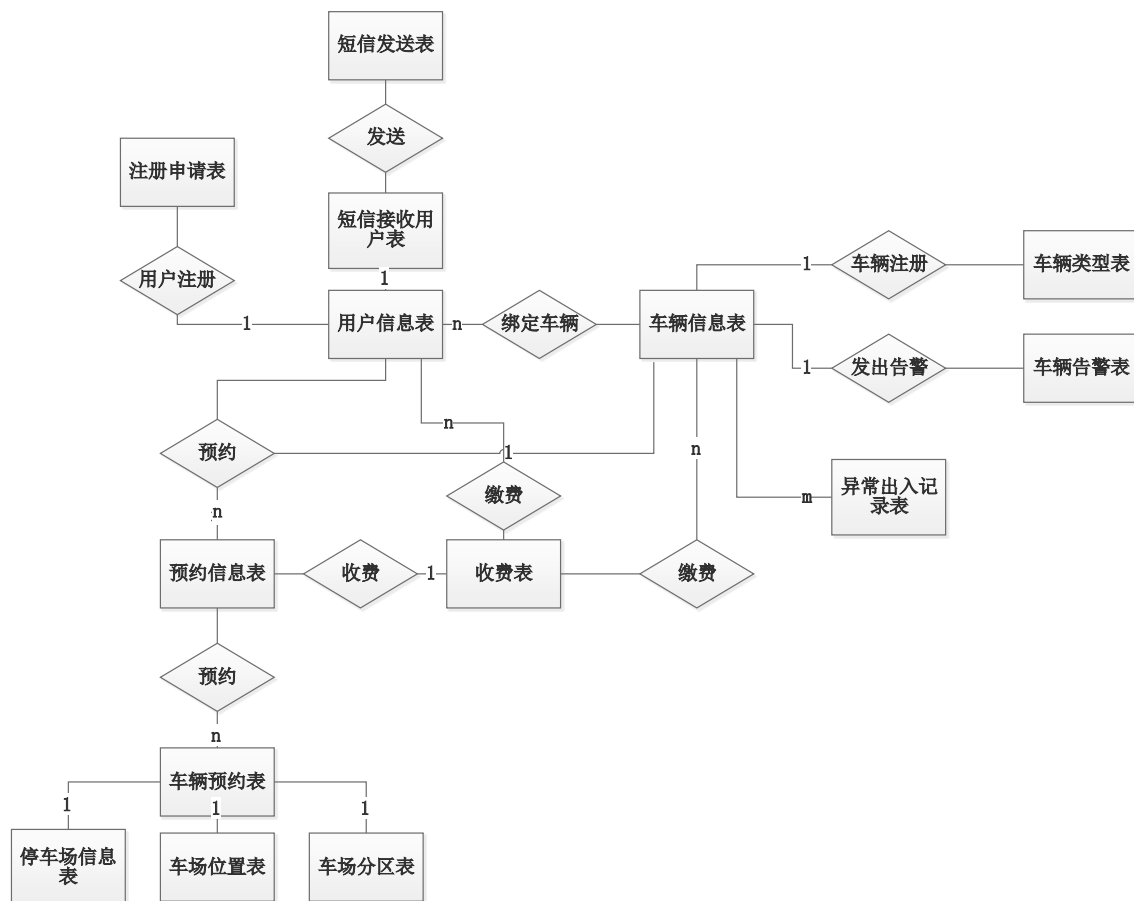 短信发送表
发送
注册申请表
短信接收用
户表
用户注册
1
1
用户信息表
n
绑定车辆
车辆信息表
1
车辆注册
车辆类型表
1
发出告警
车辆告警表
n
预约
1
n
缴费
m
异常出入记
录表
n
预约信息表
收费
1
收费表
缴费
预约
n
车辆预约表
1
1
1
停车场信息
表
车场位置表
车场分区表